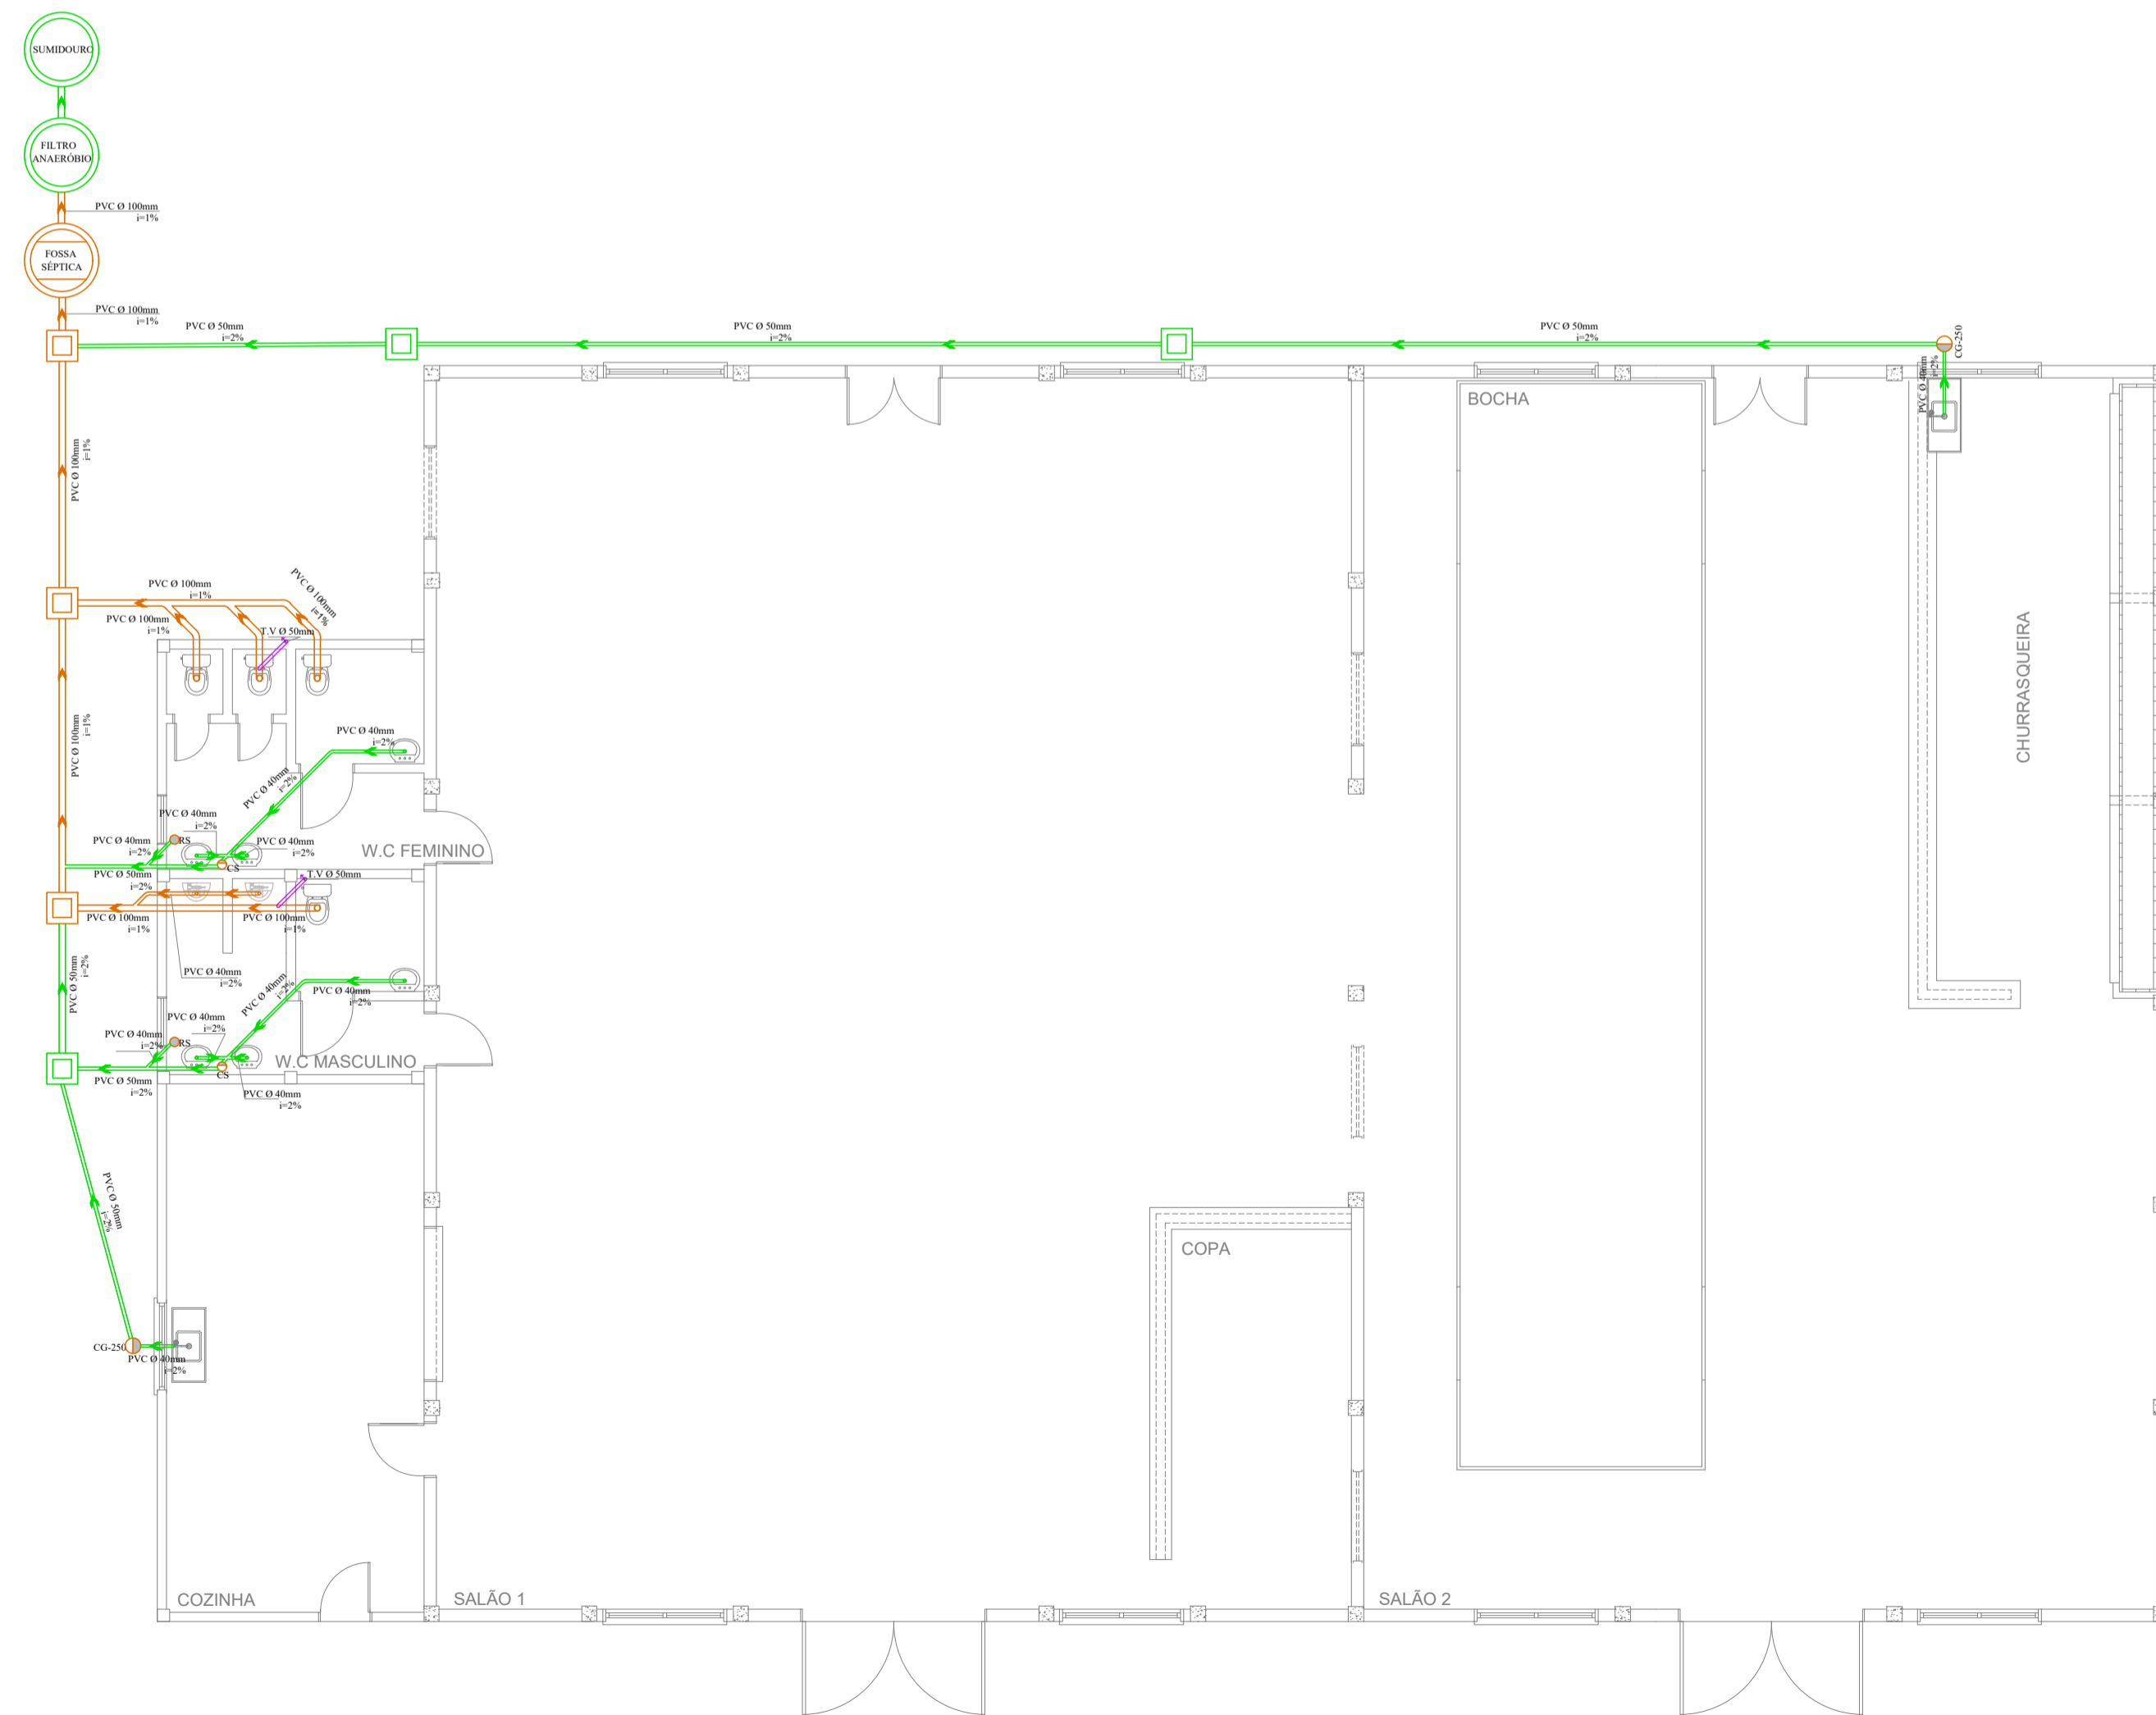 SUMIDOURO
FILTRO
ANAERÓBIO
PVC Ø 100mm
i=1%
FOSSA
SÉPTICA
PVC Ø 100mm
i=1%
PVC Ø 50mm
i=2%
PVC Ø 50mm
i=2%
PVC Ø 50mm
i=2%
CG-250
PVC Ø 40mm
i=2%
BOCHA
PVC Ø 100mm
i=1%
PVC Ø 100mm
i=1%
PVC Ø 100mm
i=1%
PVC Ø 100mm
i=1%
T.V Ø 50mm
CHURRASQUEIRA
PVC Ø 100mm
i=1%
PVC Ø 40mm
i=2%
PVC Ø 40mm
i=2%
PVC Ø 40mm
i=2%
PVC Ø 40mm
i=2%
RS
PVC Ø 40mm
i=2%
W.C FEMININO
CS
PVC Ø 50mm
i=2%
T.V Ø 50mm
PVC Ø 100mm
i=1%
PVC Ø 100mm
i=1%
PVC Ø 50mm
i=2%
PVC Ø 40mm
i=2%
PVC Ø 40mm
i=2%
PVC Ø 40mm
i=2%
PVC Ø 40mm
i=2%
PVC Ø 40mm
i=2%
RS
W.C MASCULINO
CS
PVC Ø 50mm
i=2%
PVC Ø 40mm
i=2%
PVC Ø 50mm
i=2%
COPA
CG-250
PVC Ø 40mm
i=2%
COZINHA
SALÃO 1
SALÃO 2